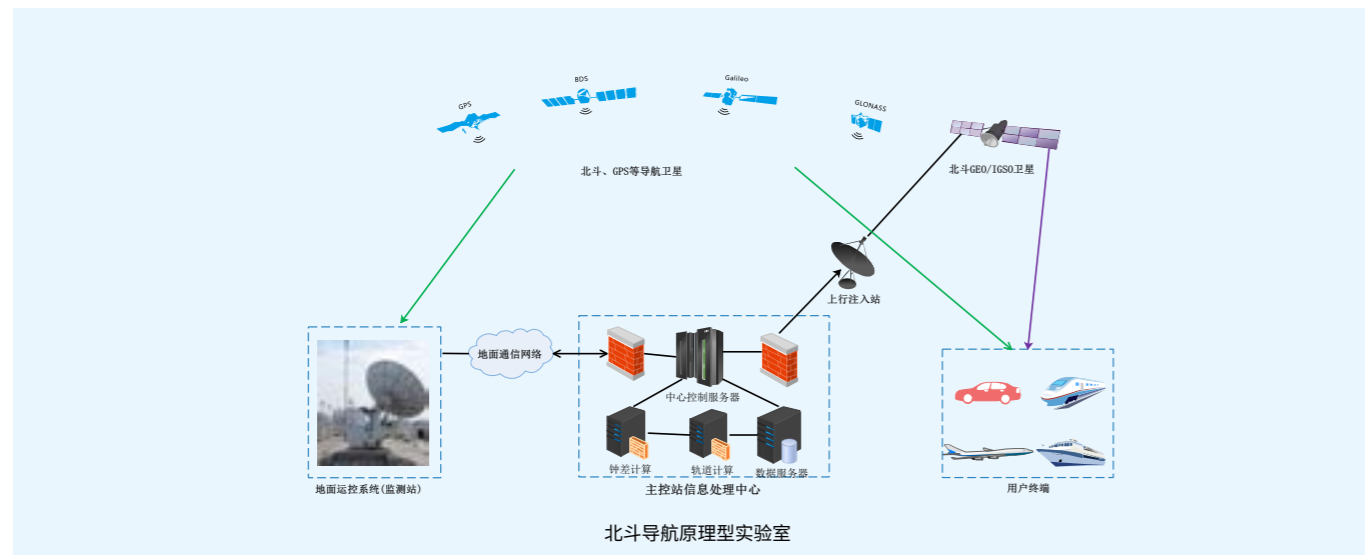 GPS
BDS
Galileo
GLONASS
北斗、GPS等导航卫星
北斗GEO/IGSO卫星
上行注入站
地面通信网络
中心控制服务器
钟差计算
轨道计算
数据服务器
地面运控系统(监测站)
主控站信息处理中心
用户终端
北斗导航原理型实验室